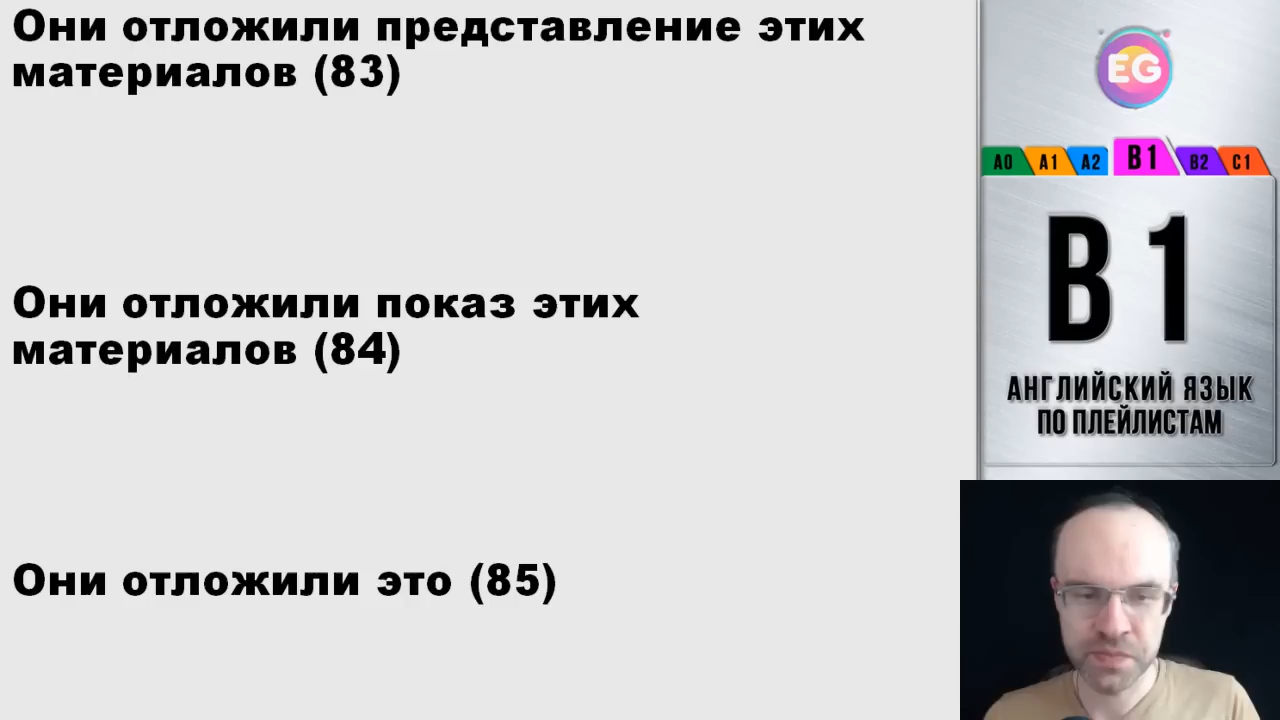 Они отложили представление этих
материалов (83)
Они отложили показ этих
материалов (84)
Они отложили это (85)
EG
A0 A1 A2 B1 B2 C1
B1
АНГЛИЙСКИЙ ЯЗЫК
ПО ПЛЕЙЛИСТАМ